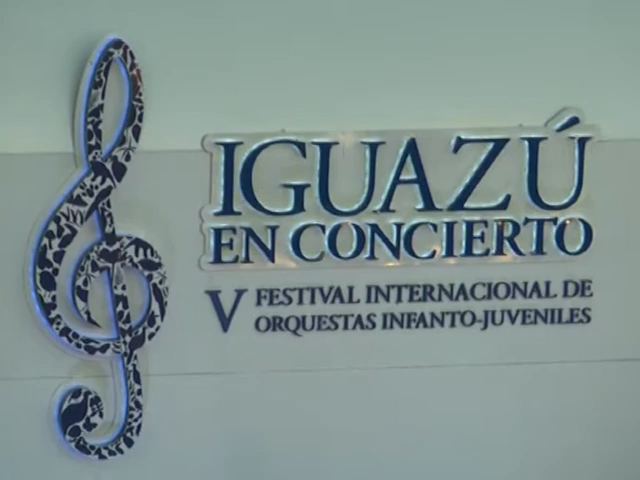 IGUAZÚ
EN CONCIERTO
V FESTIVAL INTERNACIONAL DE
ORQUESTAS INFANTO-JUVENILES